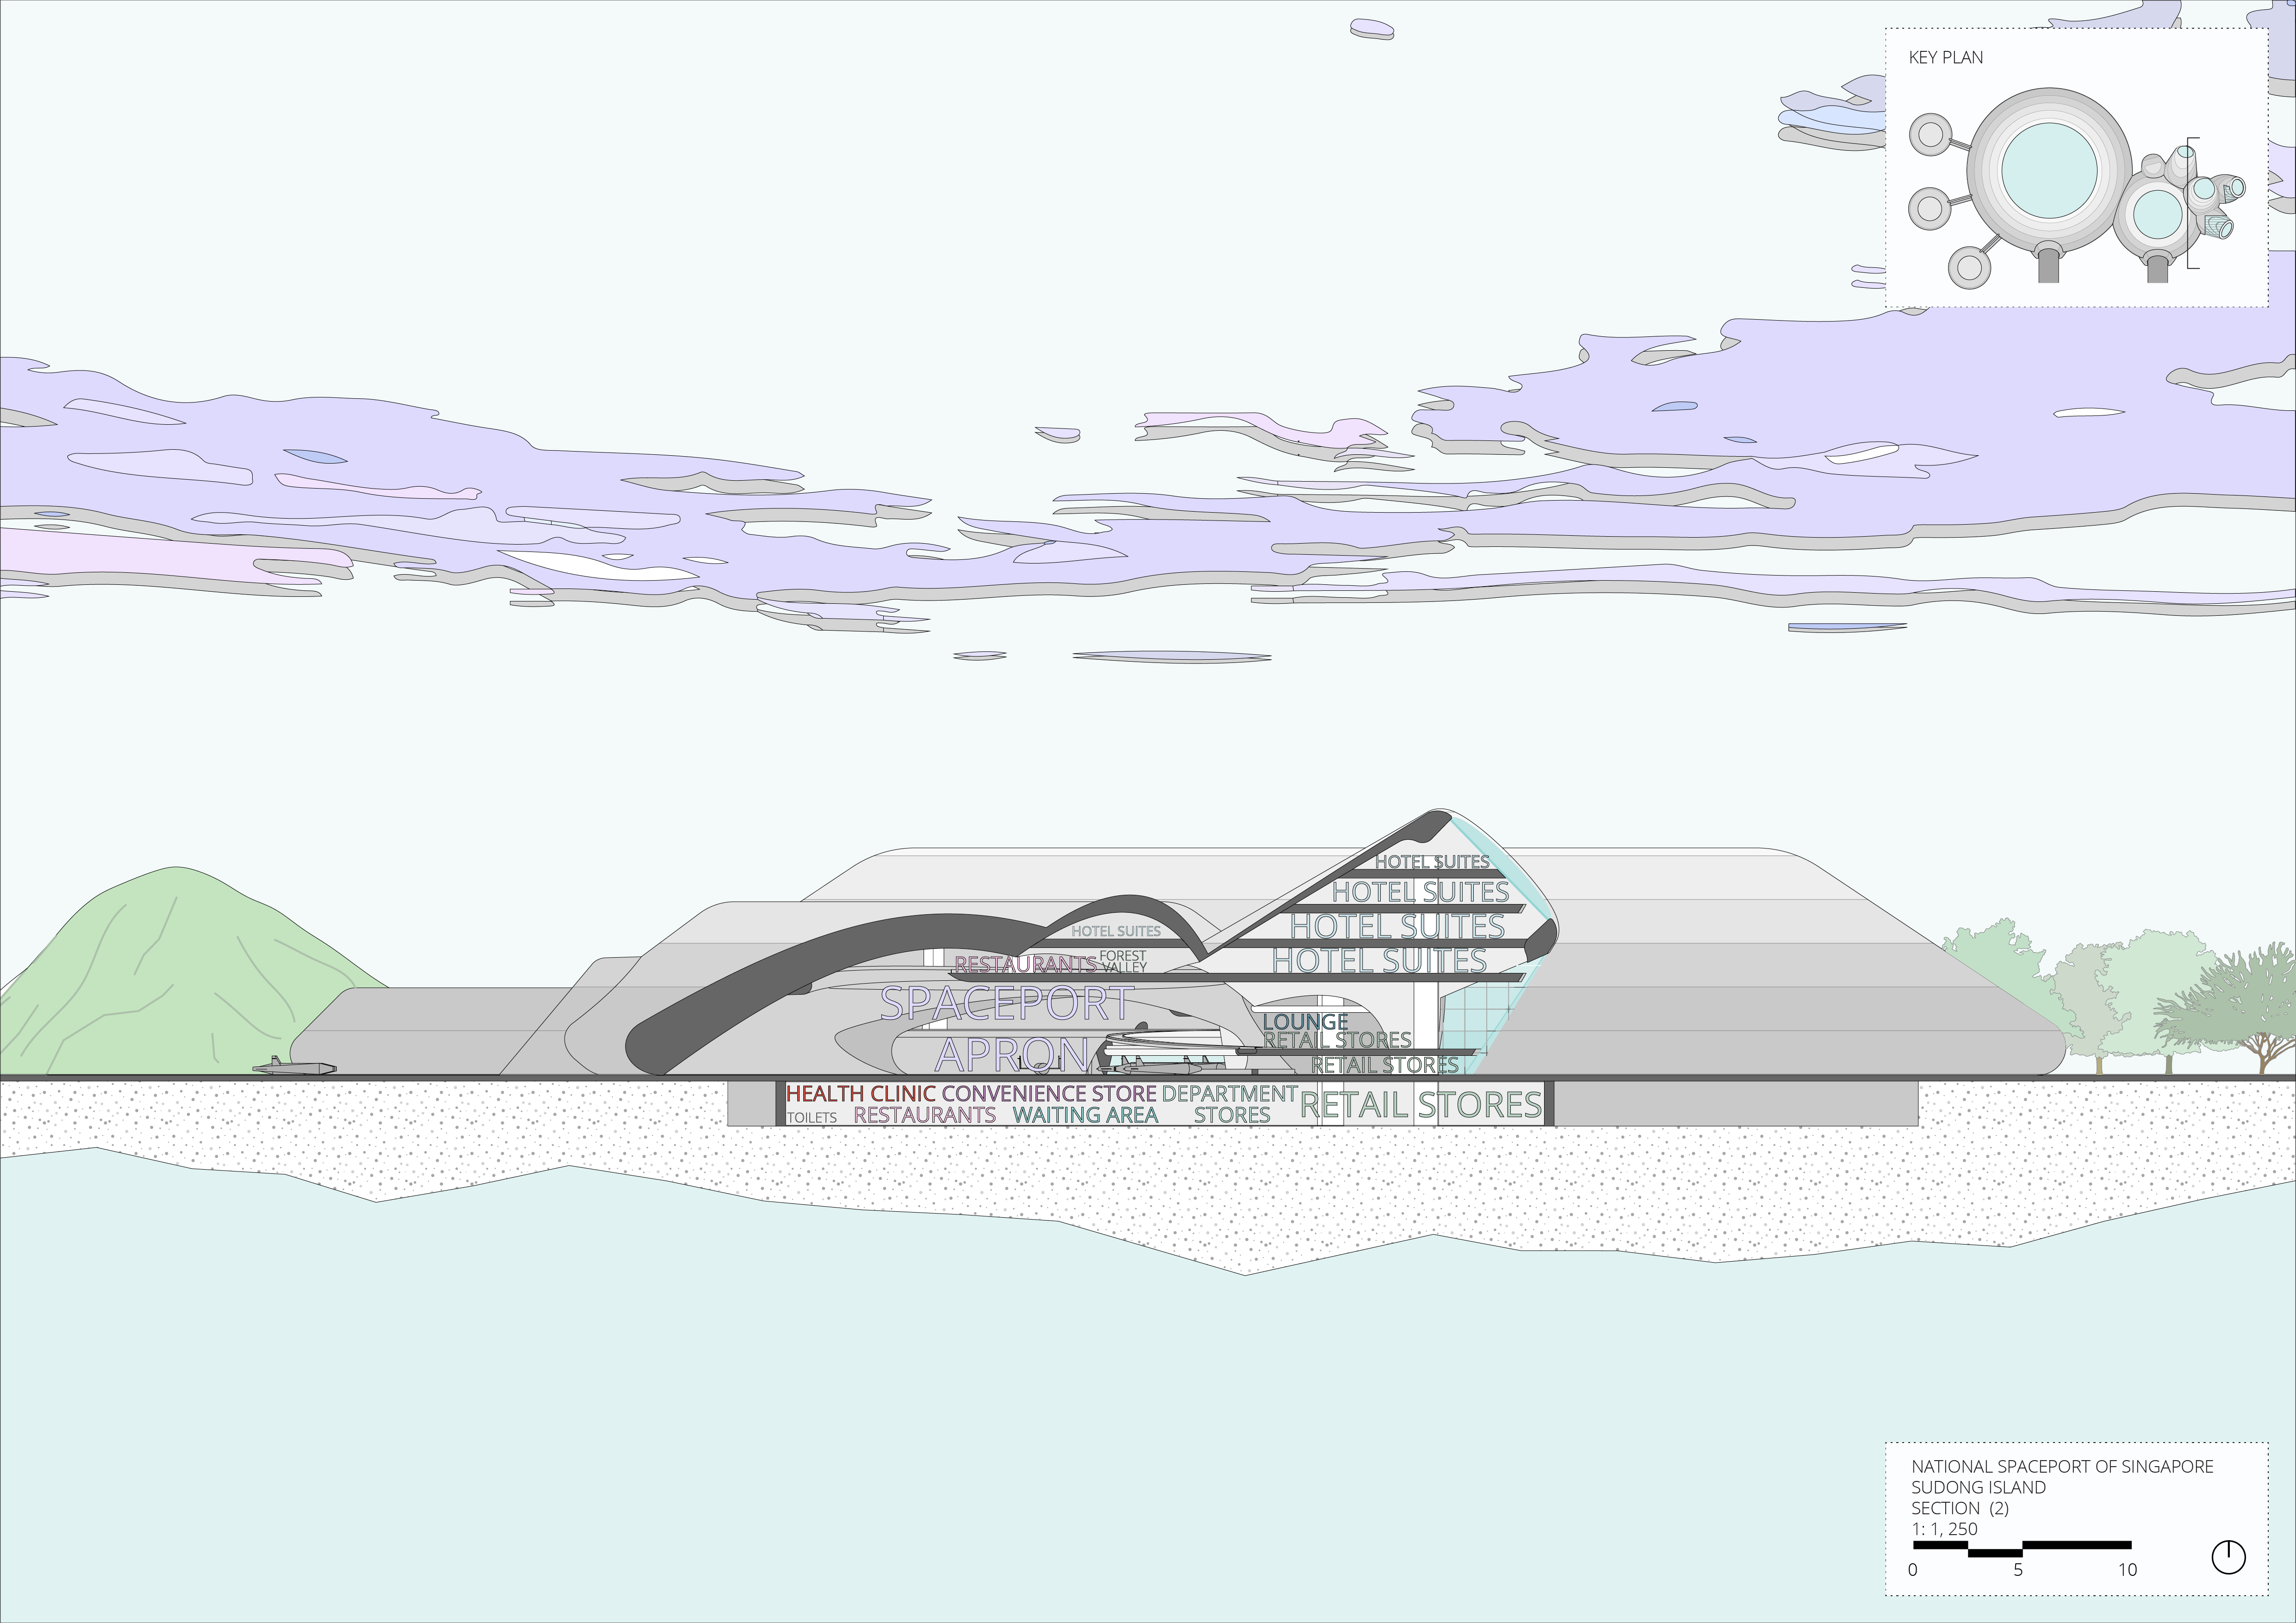 KEY PLAN
HOTEL SUITES
HOTEL SUITES
HOTEL SUITES
HOTEL SUITES
HOTEL SUITES
RESTAURANTS
FOREST
VALLEY
SPACEPORT
APRON
LOUNGE
RETAIL STORES
RETAIL STORES
HEALTH CLINIC
CONVENIENCE STORE
DEPARTMENT
STORES
RETAIL STORES
TOILETS
RESTAURANTS
WAITING AREA
NATIONAL SPACEPORT OF SINGAPORE
SUDONG ISLAND
SECTION (2)
1: 1, 250
0 5 10